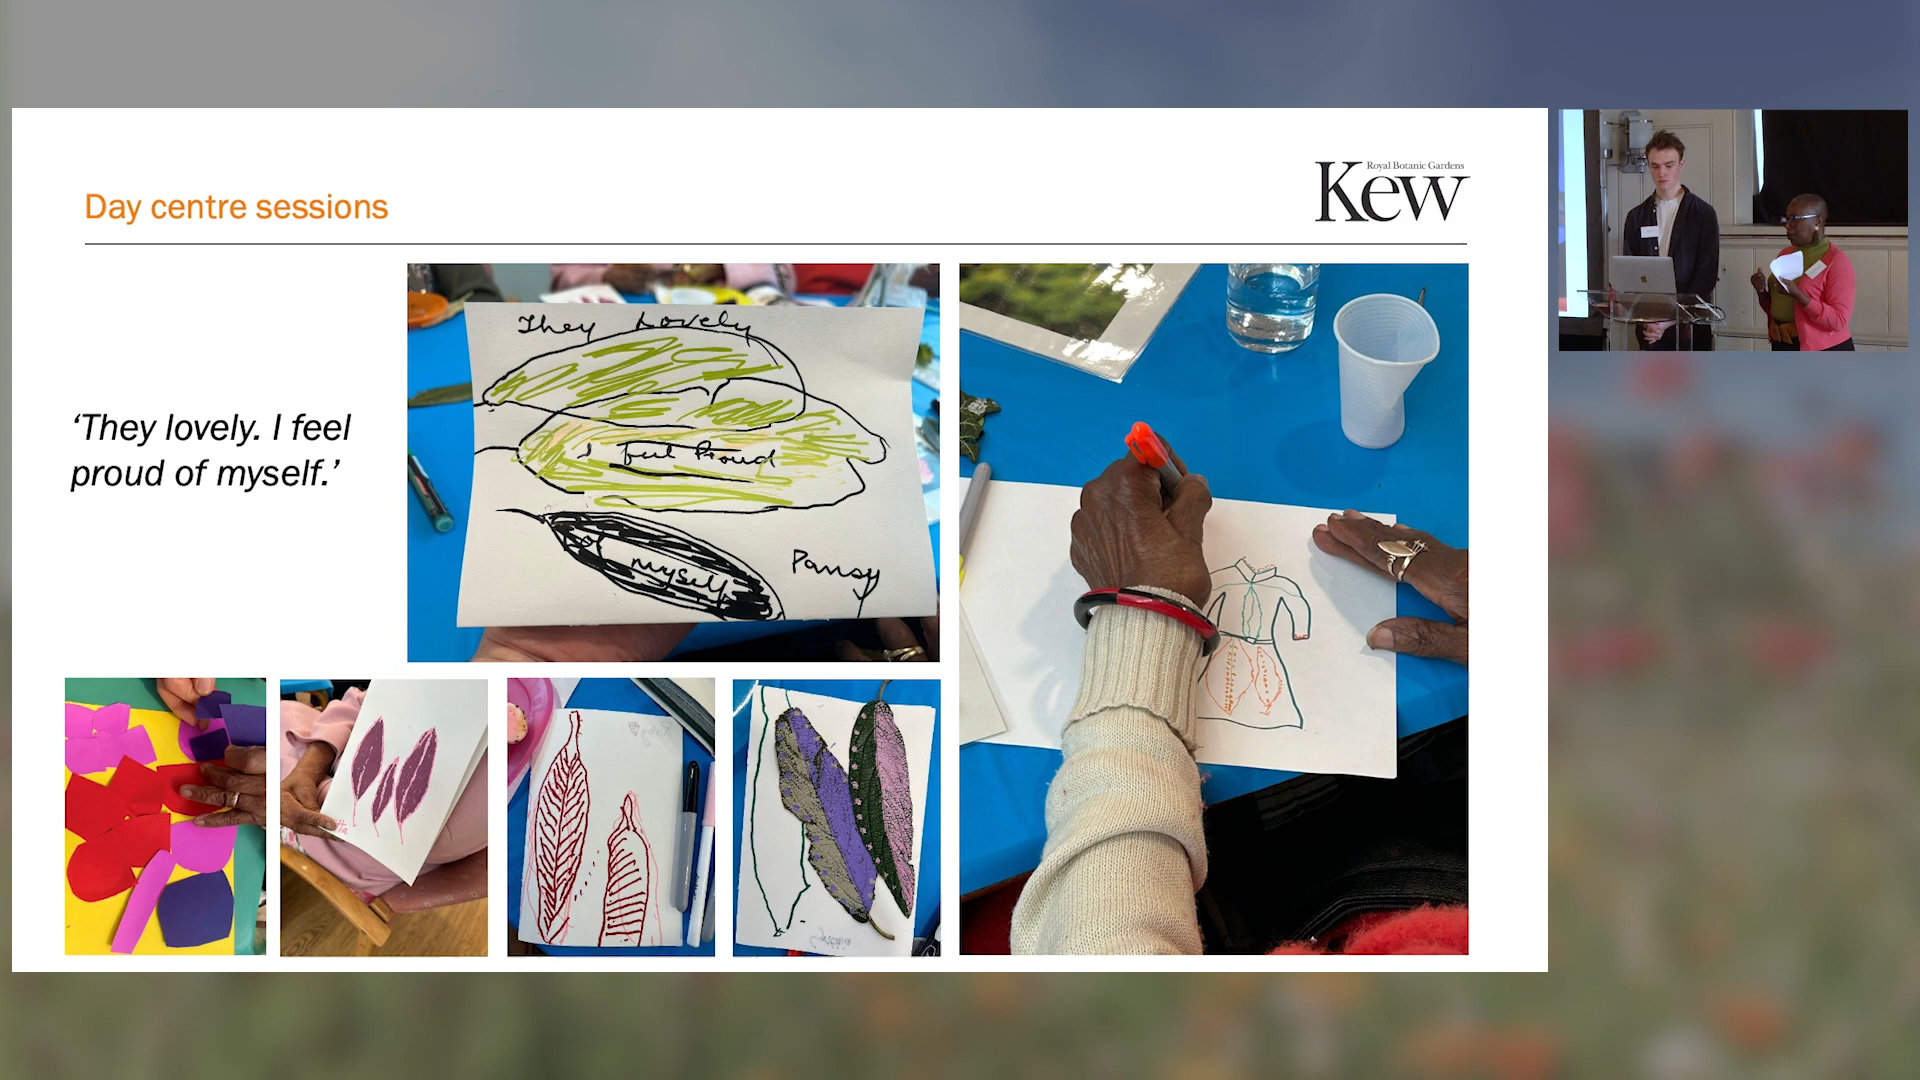 Royal Botanic Gardens
Kew
Day centre sessions
‘They lovely. I feel
proud of myself.’
They Lovely
I feel Proud
of
myself
Pansy